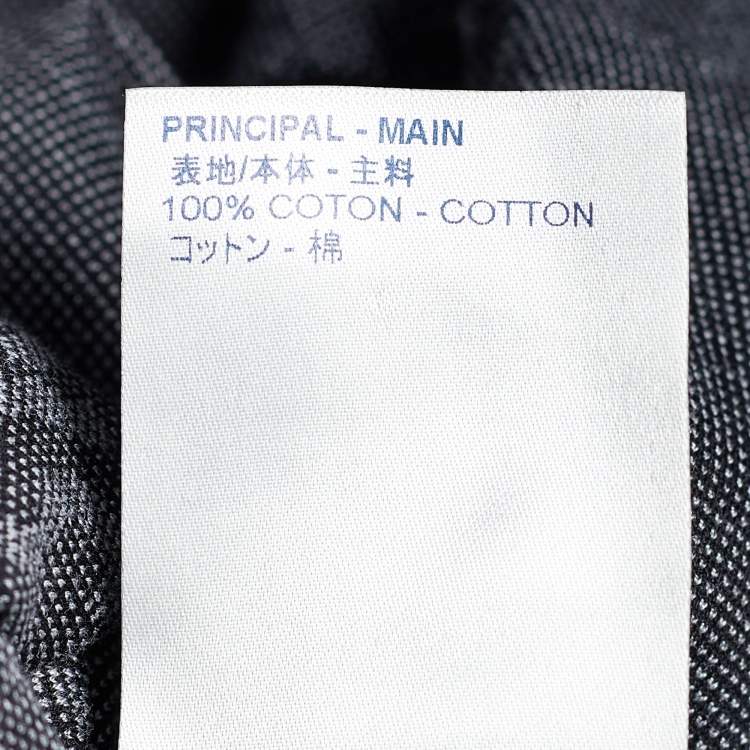 PRINCIPAL - MAIN
表地/本体 - 主料
100% COTON - COTTON
コットン - 棉